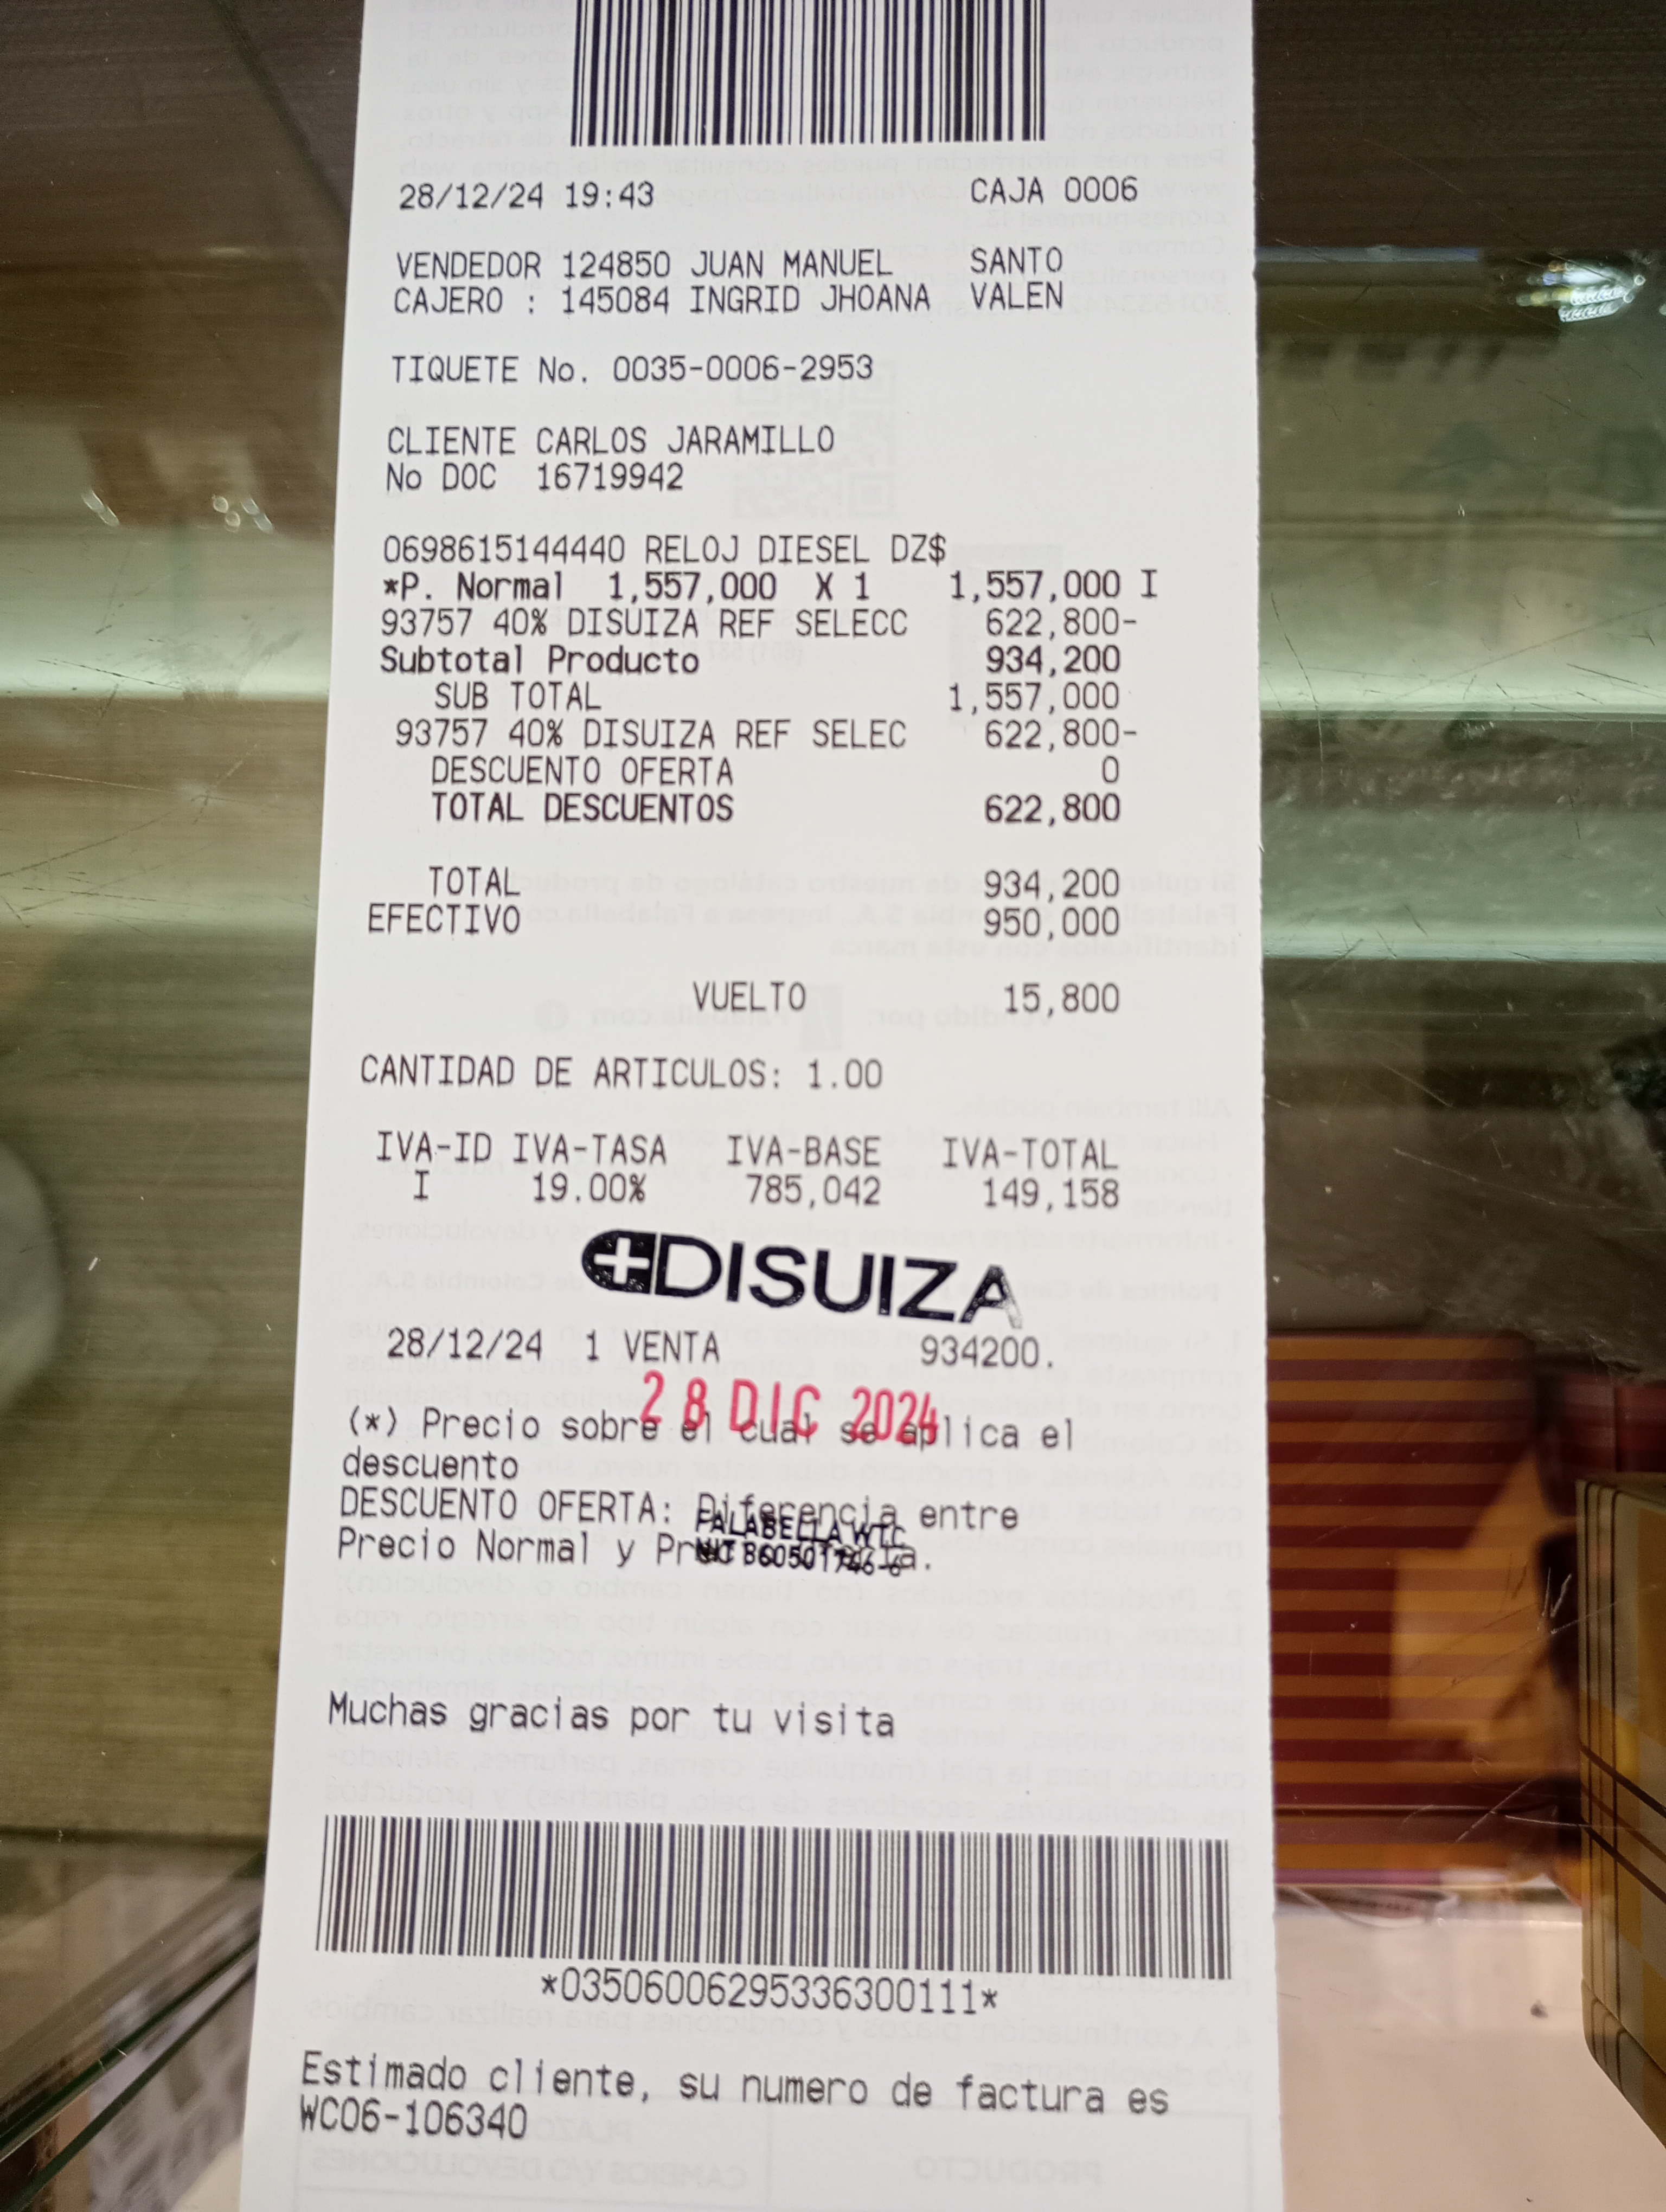 28/12/24 19:43 CAJA 0006
VENDEDOR 124850 JUAN MANUEL SANTO
CAJERO : 145084 INGRID JHOANA VALEN
TIQUETE No. 0035-0006-2953
CLIENTE CARLOS JARAMILLO
No DOC 16719942
0698615144440 RELOJ DIESEL DZ$
*P. Normal 1,557,000 X 1 1,557,000 I
93757 40% DISUIZA REF SELECC 622,800-
Subtotal Producto 934,200
SUB TOTAL 1,557,000
93757 40% DISUIZA REF SELEC 622,800-
DESCUENTO OFERTA 0
TOTAL DESCUENTOS 622,800
TOTAL 934,200
EFECTIVO 950,000
VUELTO 15,800
CANTIDAD DE ARTICULOS: 1.00
IVA-ID IVA-TASA IVA-BASE IVA-TOTAL
I 19.00% 785,042 149,158
DISUIZA
28/12/24 1 VENTA 934200.
28 DIC 2024
(*) Precio sobre el cual se aplica el
descuento
DESCUENTO OFERTA: Diferencia entre
FALABELLA WTC
Precio Normal y
NIT 860501746-6
Muchas gracias por tu visita
*03506006295336300111*
Estimado cliente, su numero de factura es
WC06-106340